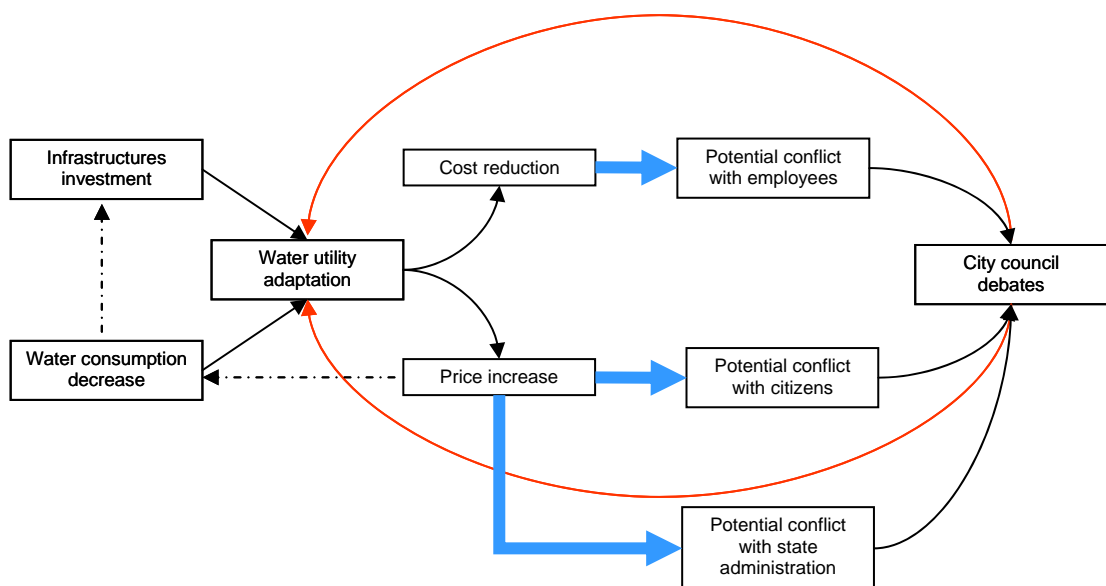 Infrastructures
investment
Cost reduction
Potential conflict
with employees
Water utility
adaptation
City council
debates
Water consumption
decrease
Price increase
Potential conflict
with citizens
Potential conflict
with state
administration